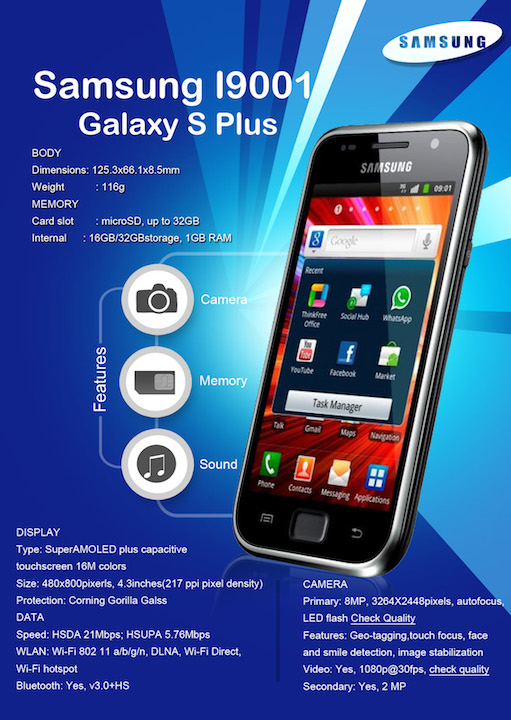 SAMSUNG
Samsung I9001
Galaxy S Plus
BODY
Dimensions: 125.3x66.1x8.5mm
Weight : 116g
MEMORY
Card slot : microSD, up to 32GB
Internal : 16GB/32GBstorage, 1GB RAM
Features
Camera
Memory
Sound
SAMSUNG
3G 09:01
Google
Recent
ThinkFree Office
Social Hub
WhatsApp
YouTube
Facebook
Market
Task Manager
Talk
Gmail
Maps
Navigation
Phone
Contacts
Messaging
Applications
DISPLAY
Type: SuperAMOLED plus capacitive
touchscreen 16M colors
Size: 480x800pixerls, 4.3inches(217 ppi pixel density)
Protection: Corning Gorilla Galss
DATA
Speed: HSDA 21Mbps; HSUPA 5.76Mbps
WLAN: Wi-Fi 802 11 a/b/g/n, DLNA, Wi-Fi Direct,
Wi-Fi hotspot
Bluetooth: Yes, v3.0+HS
CAMERA
Primary: 8MP, 3264X2448pixels, autofocus,
LED flash Check Quality
Features: Geo-tagging,touch focus, face
and smile detection, image stabilization
Video: Yes, 1080p@30fps, check quality
Secondary: Yes, 2 MP